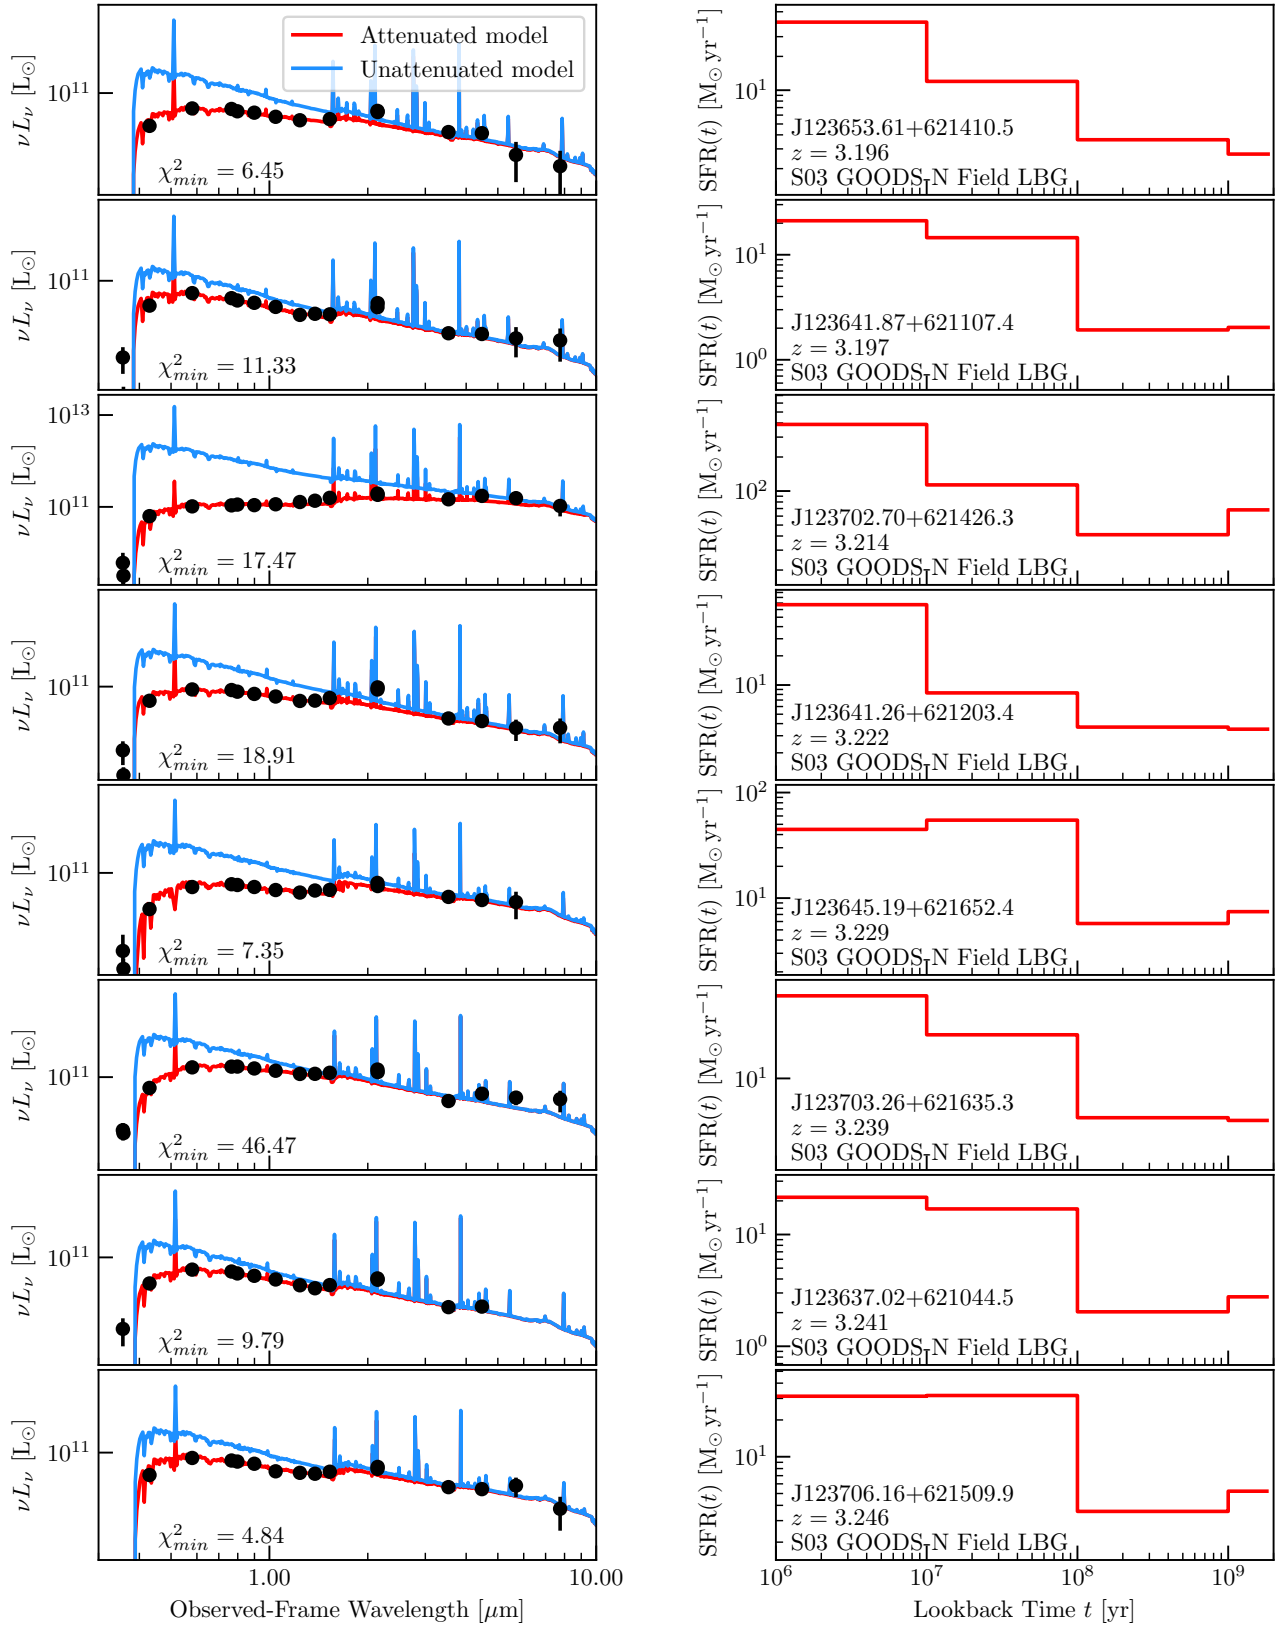 Attenuated model
Unattenuated model
νLν [L⊙]
10^11
χ²min = 6.45
SFR(t) [M⊙ yr⁻¹]
10^1
J123653.61+621410.5
z = 3.196
S03 GOODS-N Field LBG
νLν [L⊙]
10^11
χ²min = 11.33
SFR(t) [M⊙ yr⁻¹]
10^1
10^0
J123641.87+621107.4
z = 3.197
S03 GOODS-N Field LBG
νLν [L⊙]
10^13
10^11
χ²min = 17.47
SFR(t) [M⊙ yr⁻¹]
10^2
J123702.70+621426.3
z = 3.214
S03 GOODS-N Field LBG
νLν [L⊙]
10^11
χ²min = 18.91
SFR(t) [M⊙ yr⁻¹]
10^1
J123641.26+621203.4
z = 3.222
S03 GOODS-N Field LBG
νLν [L⊙]
10^11
χ²min = 7.35
SFR(t) [M⊙ yr⁻¹]
10^2
10^1
J123645.19+621652.4
z = 3.229
S03 GOODS-N Field LBG
νLν [L⊙]
10^11
χ²min = 46.47
SFR(t) [M⊙ yr⁻¹]
10^1
J123703.26+621635.3
z = 3.239
S03 GOODS-N Field LBG
νLν [L⊙]
10^11
χ²min = 9.79
SFR(t) [M⊙ yr⁻¹]
10^1
10^0
J123637.02+621044.5
z = 3.241
S03 GOODS-N Field LBG
νLν [L⊙]
10^11
χ²min = 4.84
SFR(t) [M⊙ yr⁻¹]
10^1
J123706.16+621509.9
z = 3.246
S03 GOODS-N Field LBG
1.00 10.00
Observed-Frame Wavelength [μm]
10^6 10^7 10^8 10^9
Lookback Time t [yr]